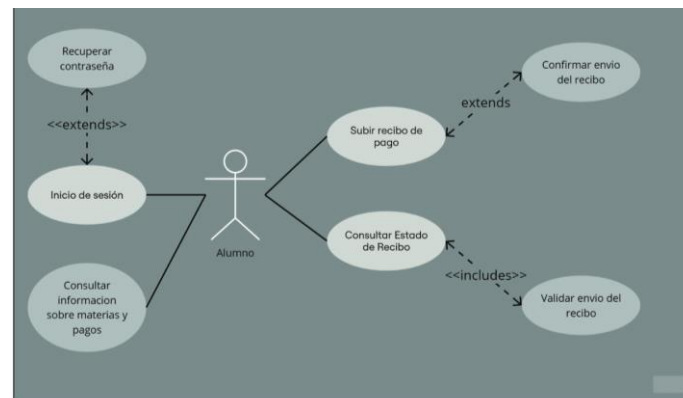 Recuperar
contraseña
<<extends>>
Inicio de sesión
Consultar
informacion
sobre materias y
pagos
Alumno
Subir recibo de
pago
extends
Confirmar envio
del recibo
Consultar Estado
de Recibo
<<includes>>
Validar envio del
recibo